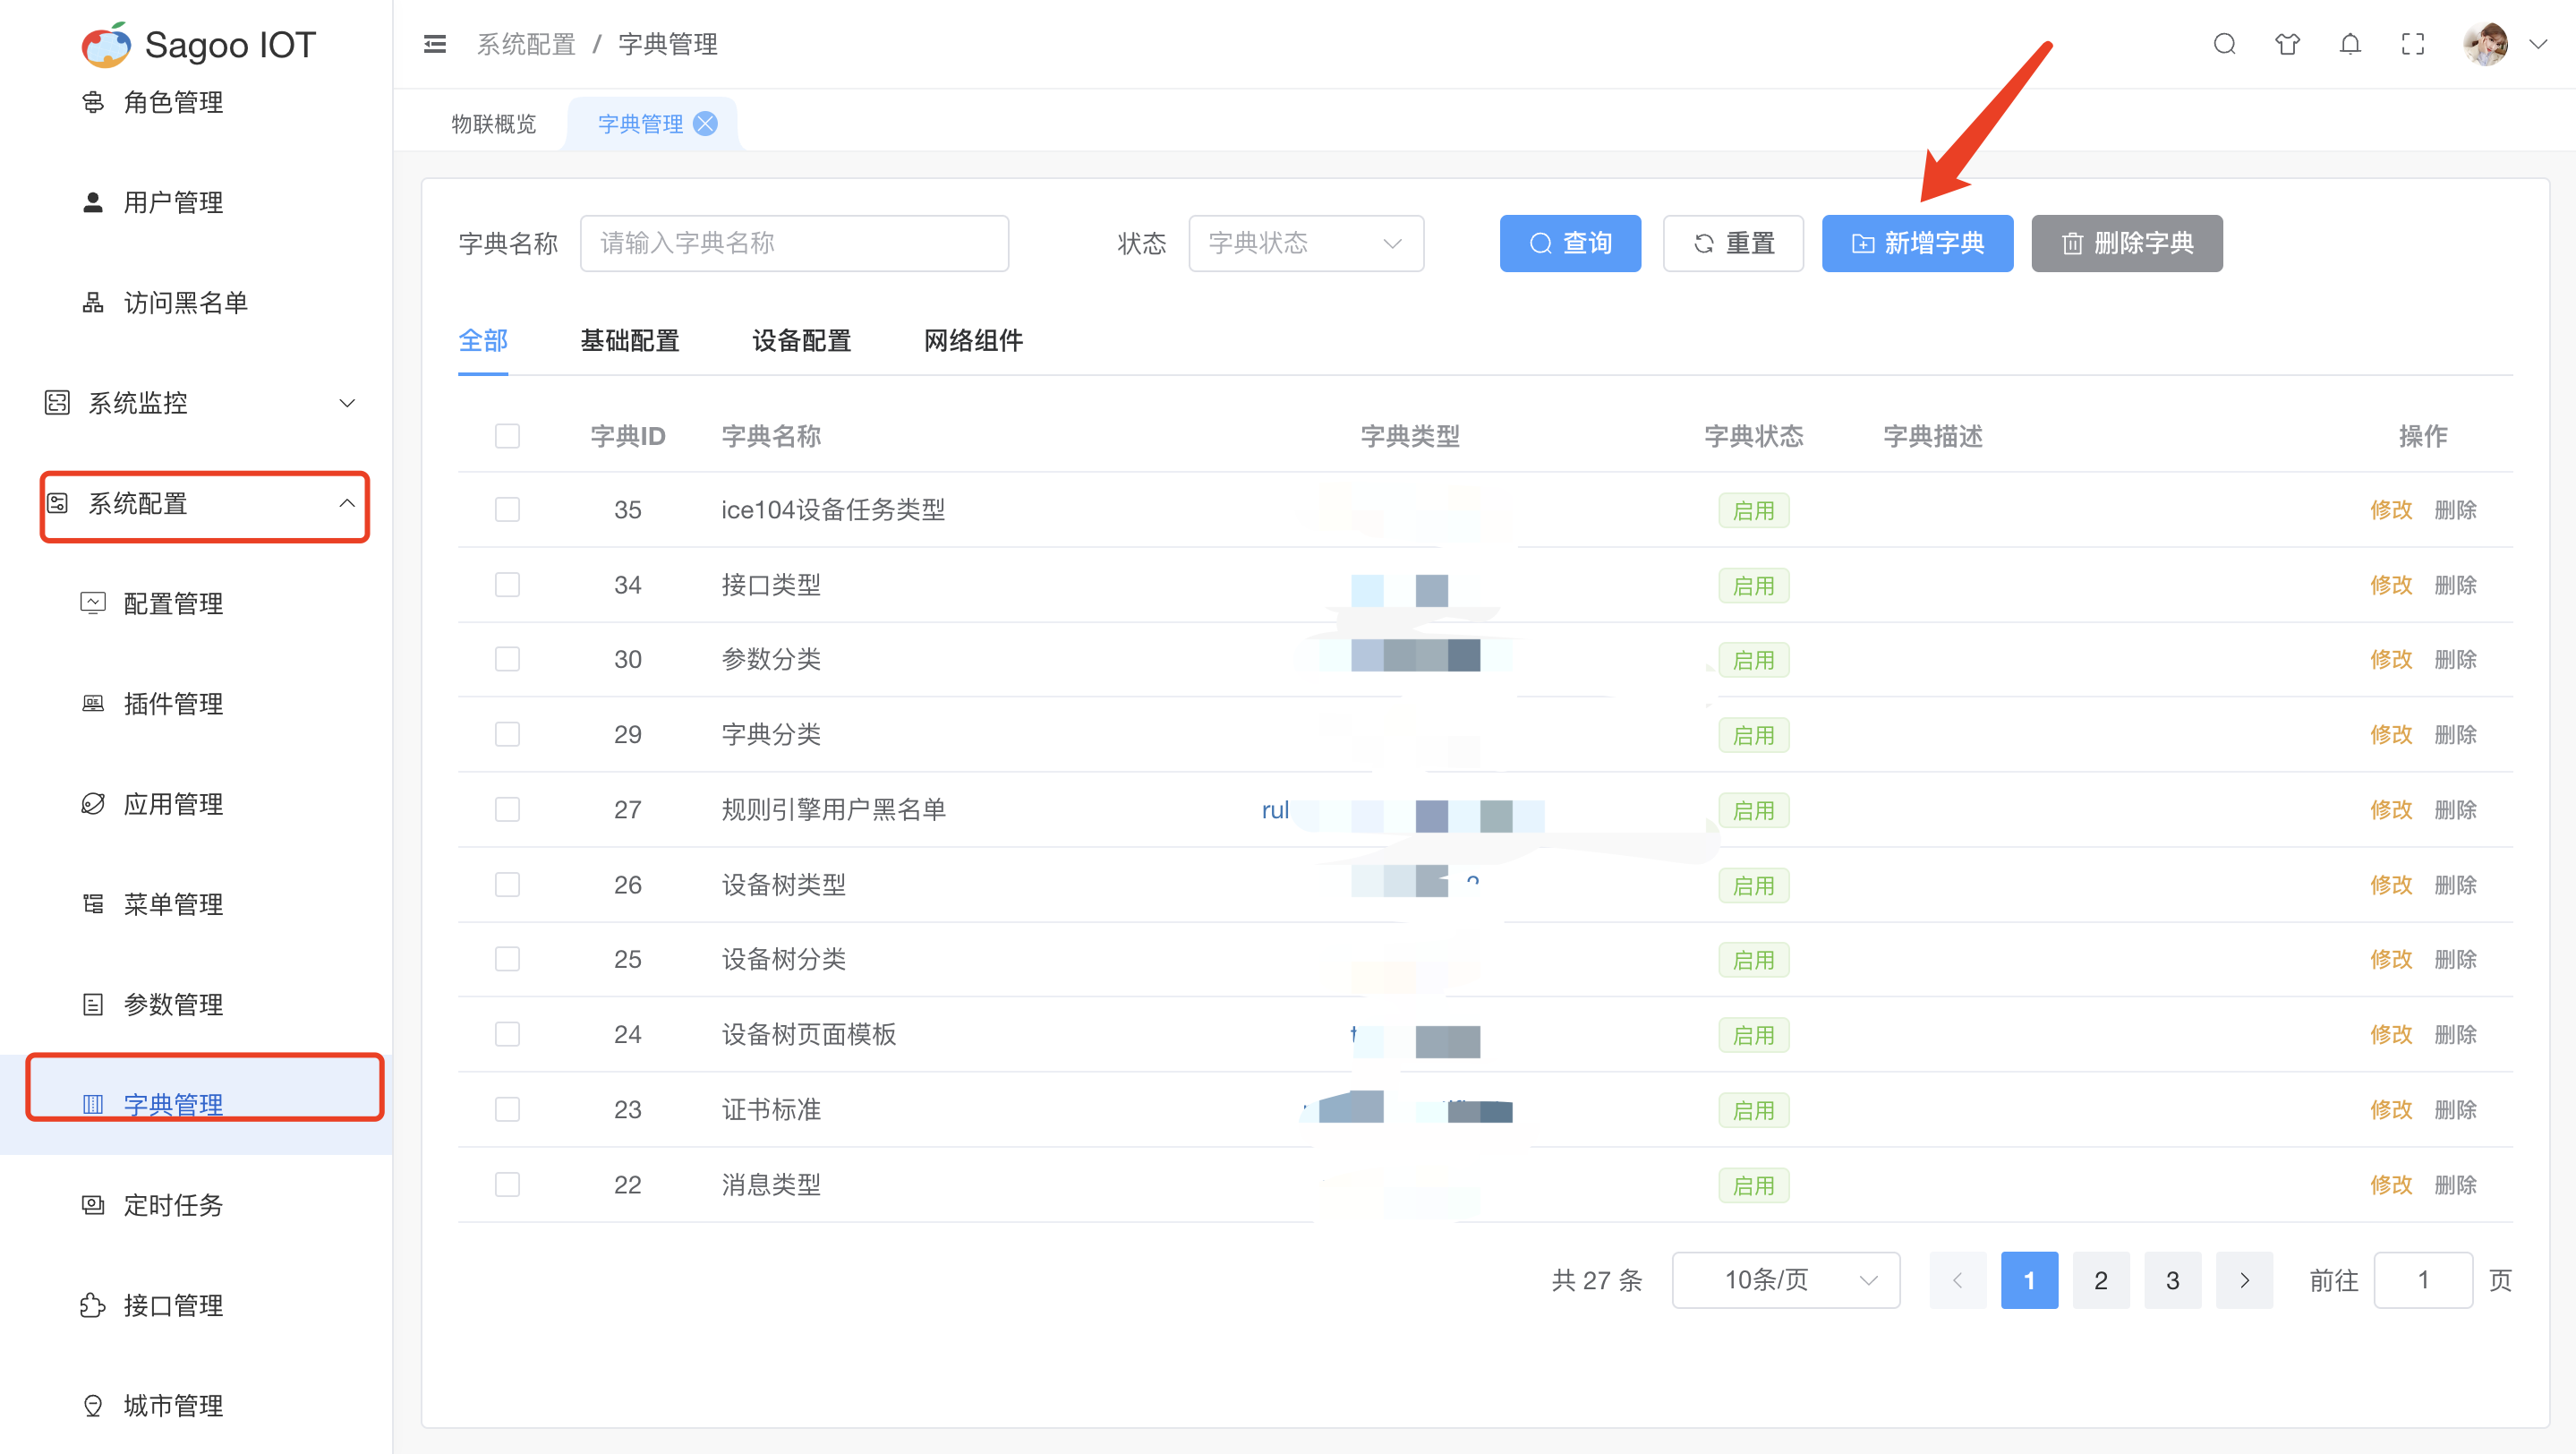 Sagoo IOT
角色管理
用户管理
访问黑名单
系统监控
系统配置
配置管理
插件管理
应用管理
菜单管理
参数管理
字典管理
定时任务
接口管理
城市管理
系统配置 / 字典管理
物联概览 字典管理
字典名称 请输入字典名称 状态 字典状态 查询 重置 新增字典 删除字典
全部 基础配置 设备配置 网络组件
字典ID 字典名称 字典类型 字典状态 字典描述 操作
35 ice104设备任务类型 启用 修改 删除
34 接口类型 启用 修改 删除
30 参数分类 启用 修改 删除
29 字典分类 启用 修改 删除
27 规则引擎用户黑名单 rul 启用 修改 删除
26 设备树类型 启用 修改 删除
25 设备树分类 启用 修改 删除
24 设备树页面模板 启用 修改 删除
23 证书标准 启用 修改 删除
22 消息类型 启用 修改 删除
共 27 条 10条/页 1 2 3 前往 1 页